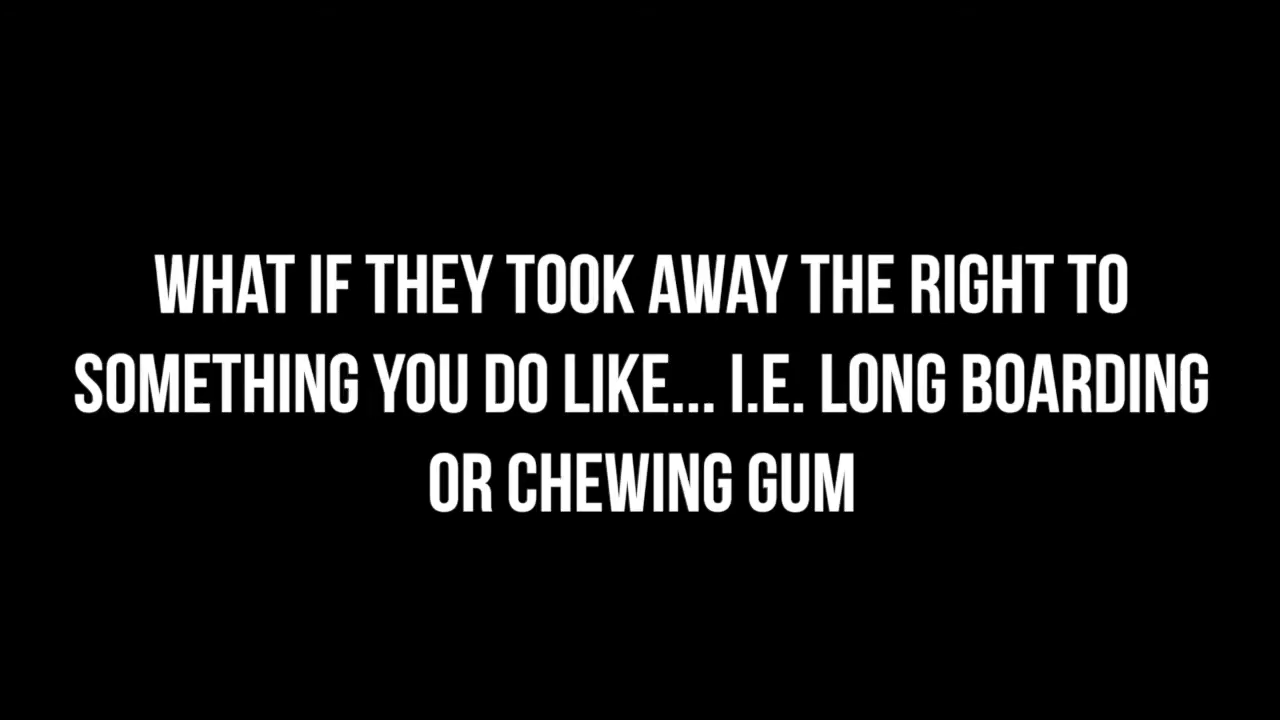 WHAT IF THEY TOOK AWAY THE RIGHT TO
SOMETHING YOU DO LIKE... I.E. LONG BOARDING
OR CHEWING GUM